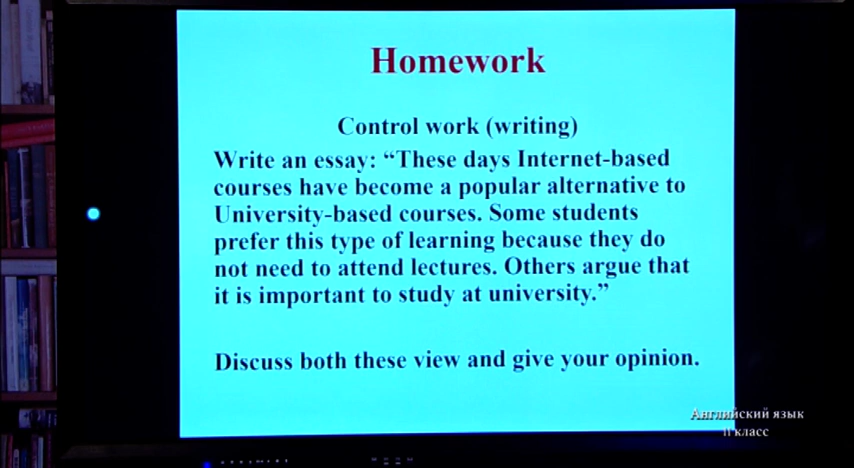 Homework
Control work (writing)
Write an essay: “These days Internet-based
courses have become a popular alternative to
University-based courses. Some students
prefer this type of learning because they do
not need to attend lectures. Others argue that
it is important to study at university.”
Discuss both these view and give your opinion.
Английский язык
11 класс